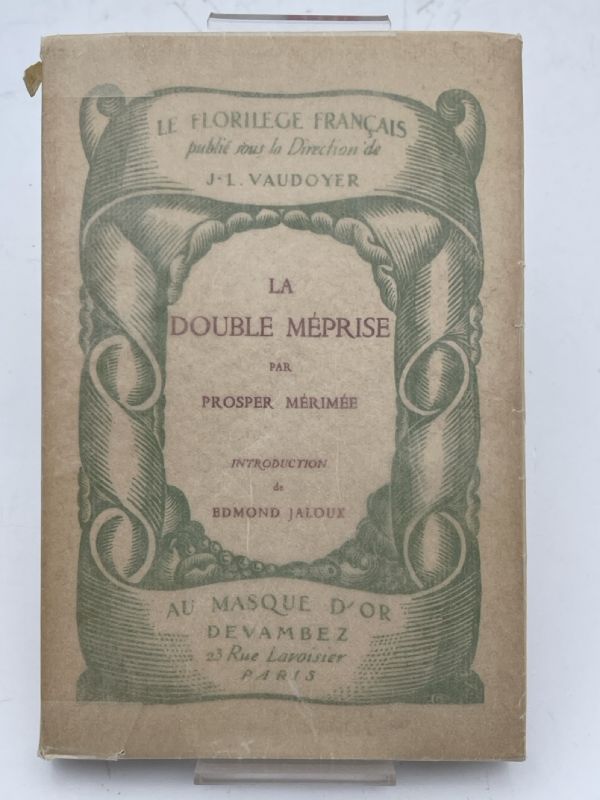 LE FLORILEGE FRANÇAIS
publié sous la Direction de
J-L. VAUDOYER
LA
DOUBLE MÉPRISE
PAR
PROSPER MÉRIMÉE
INTRODUCTION
de
EDMOND JALOUX
AU MASQUE D'OR
DEVAMBEZ
23 Rue Lavoisier
PARIS